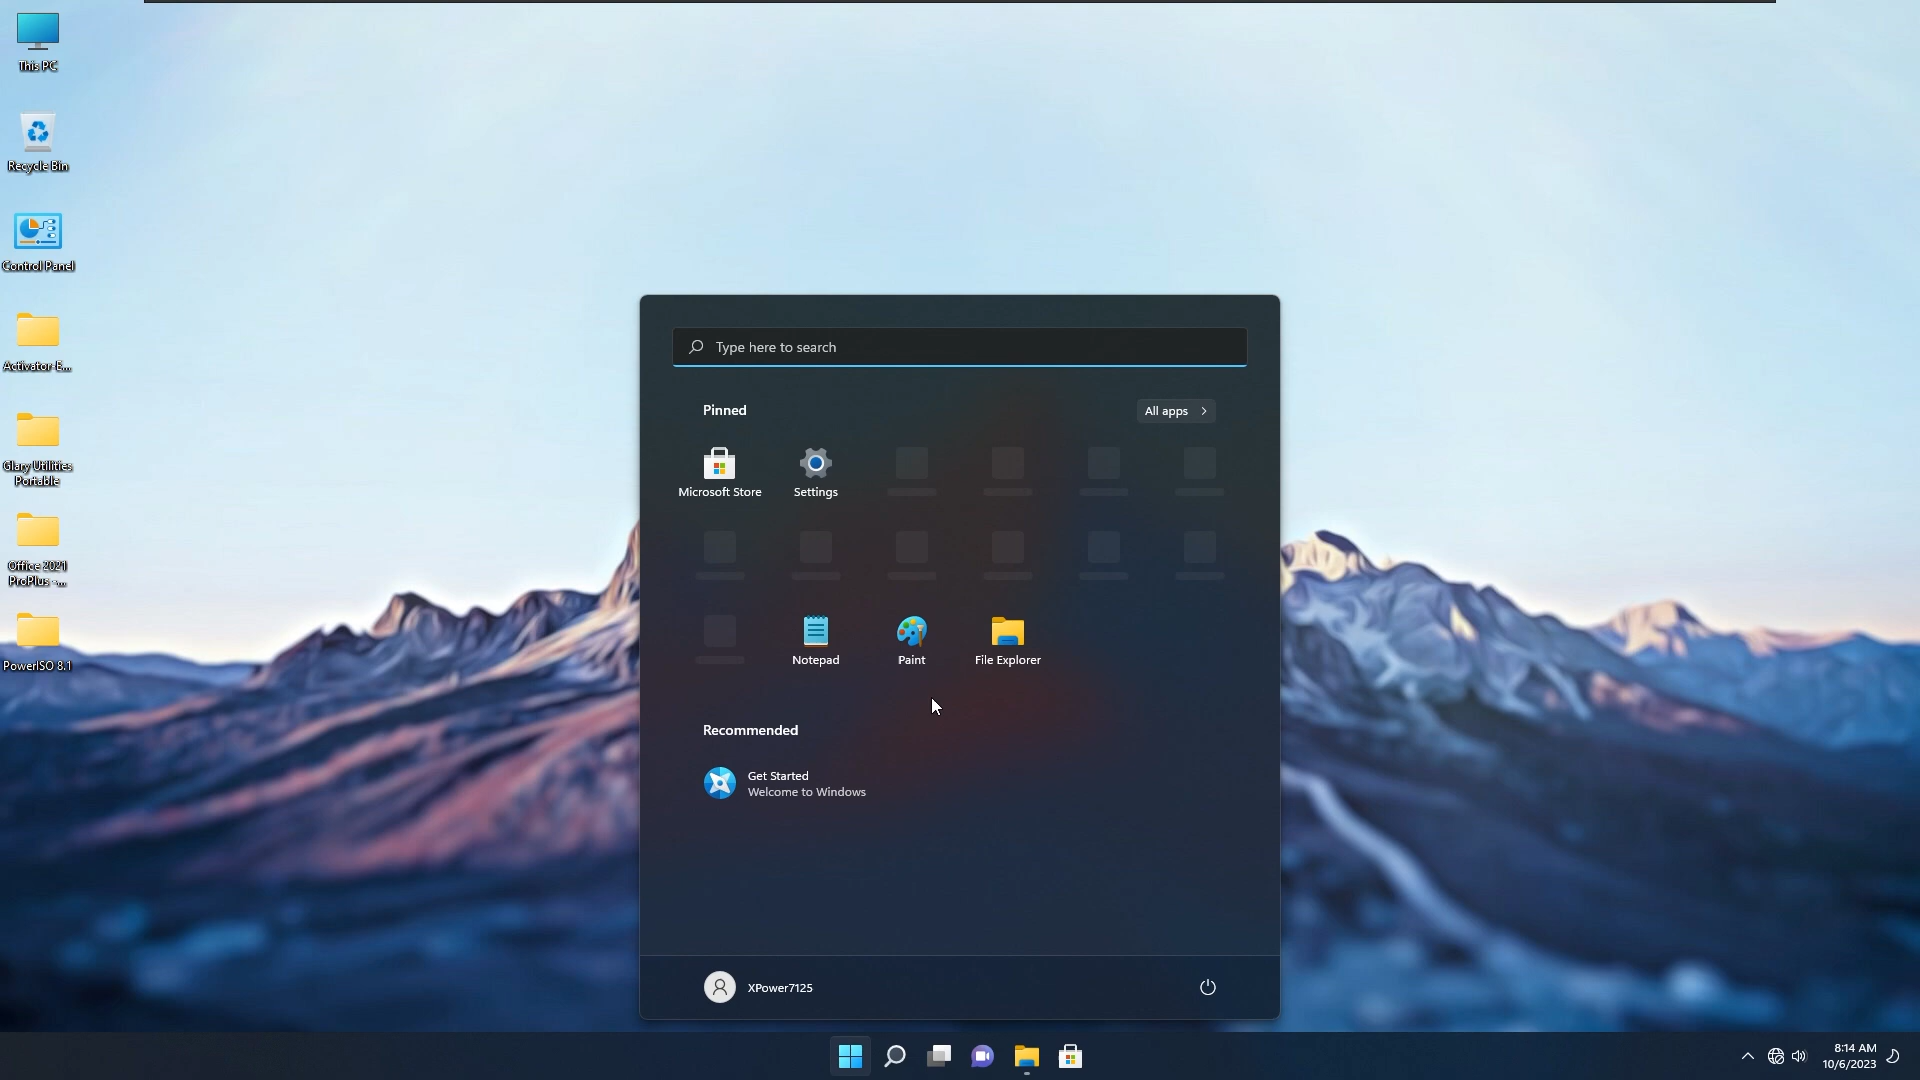 This PC
Recycle Bin
Control Panel
Activator-E...
Glary Utilities
Portable
Office 2021
ProPlus -...
PowerISO 8.1
Type here to search
Pinned
All apps
Microsoft Store
Settings
Notepad
Paint
File Explorer
Recommended
Get Started
Welcome to Windows
XPower7125
8:14 AM
10/6/2023